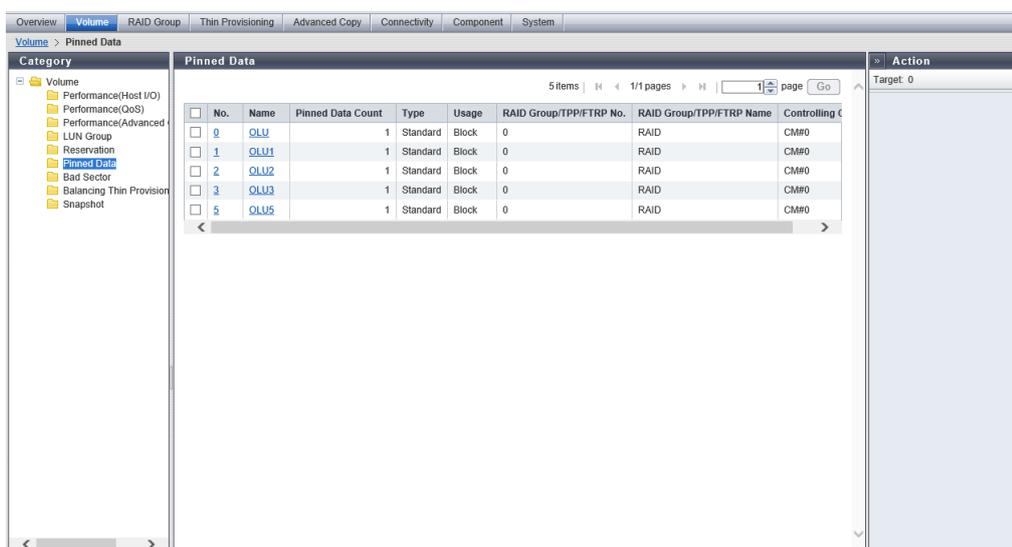 Overview Volume RAID Group Thin Provisioning Advanced Copy Connectivity Component System
Volume > Pinned Data
Category
Volume
Performance(Host I/O)
Performance(QoS)
Performance(Advanced
LUN Group
Reservation
Pinned Data
Bad Sector
Balancing Thin Provision
Snapshot
Pinned Data
5 items 1/1 pages 1 page Go
No. Name Pinned Data Count Type Usage RAID Group/TPP/FTRP No. RAID Group/TPP/FTRP Name Controlling
0 OLU 1 Standard Block 0 RAID CM#0
1 OLU1 1 Standard Block 0 RAID CM#0
2 OLU2 1 Standard Block 0 RAID CM#0
3 OLU3 1 Standard Block 0 RAID CM#0
5 OLU5 1 Standard Block 0 RAID CM#0
» Action
Target: 0